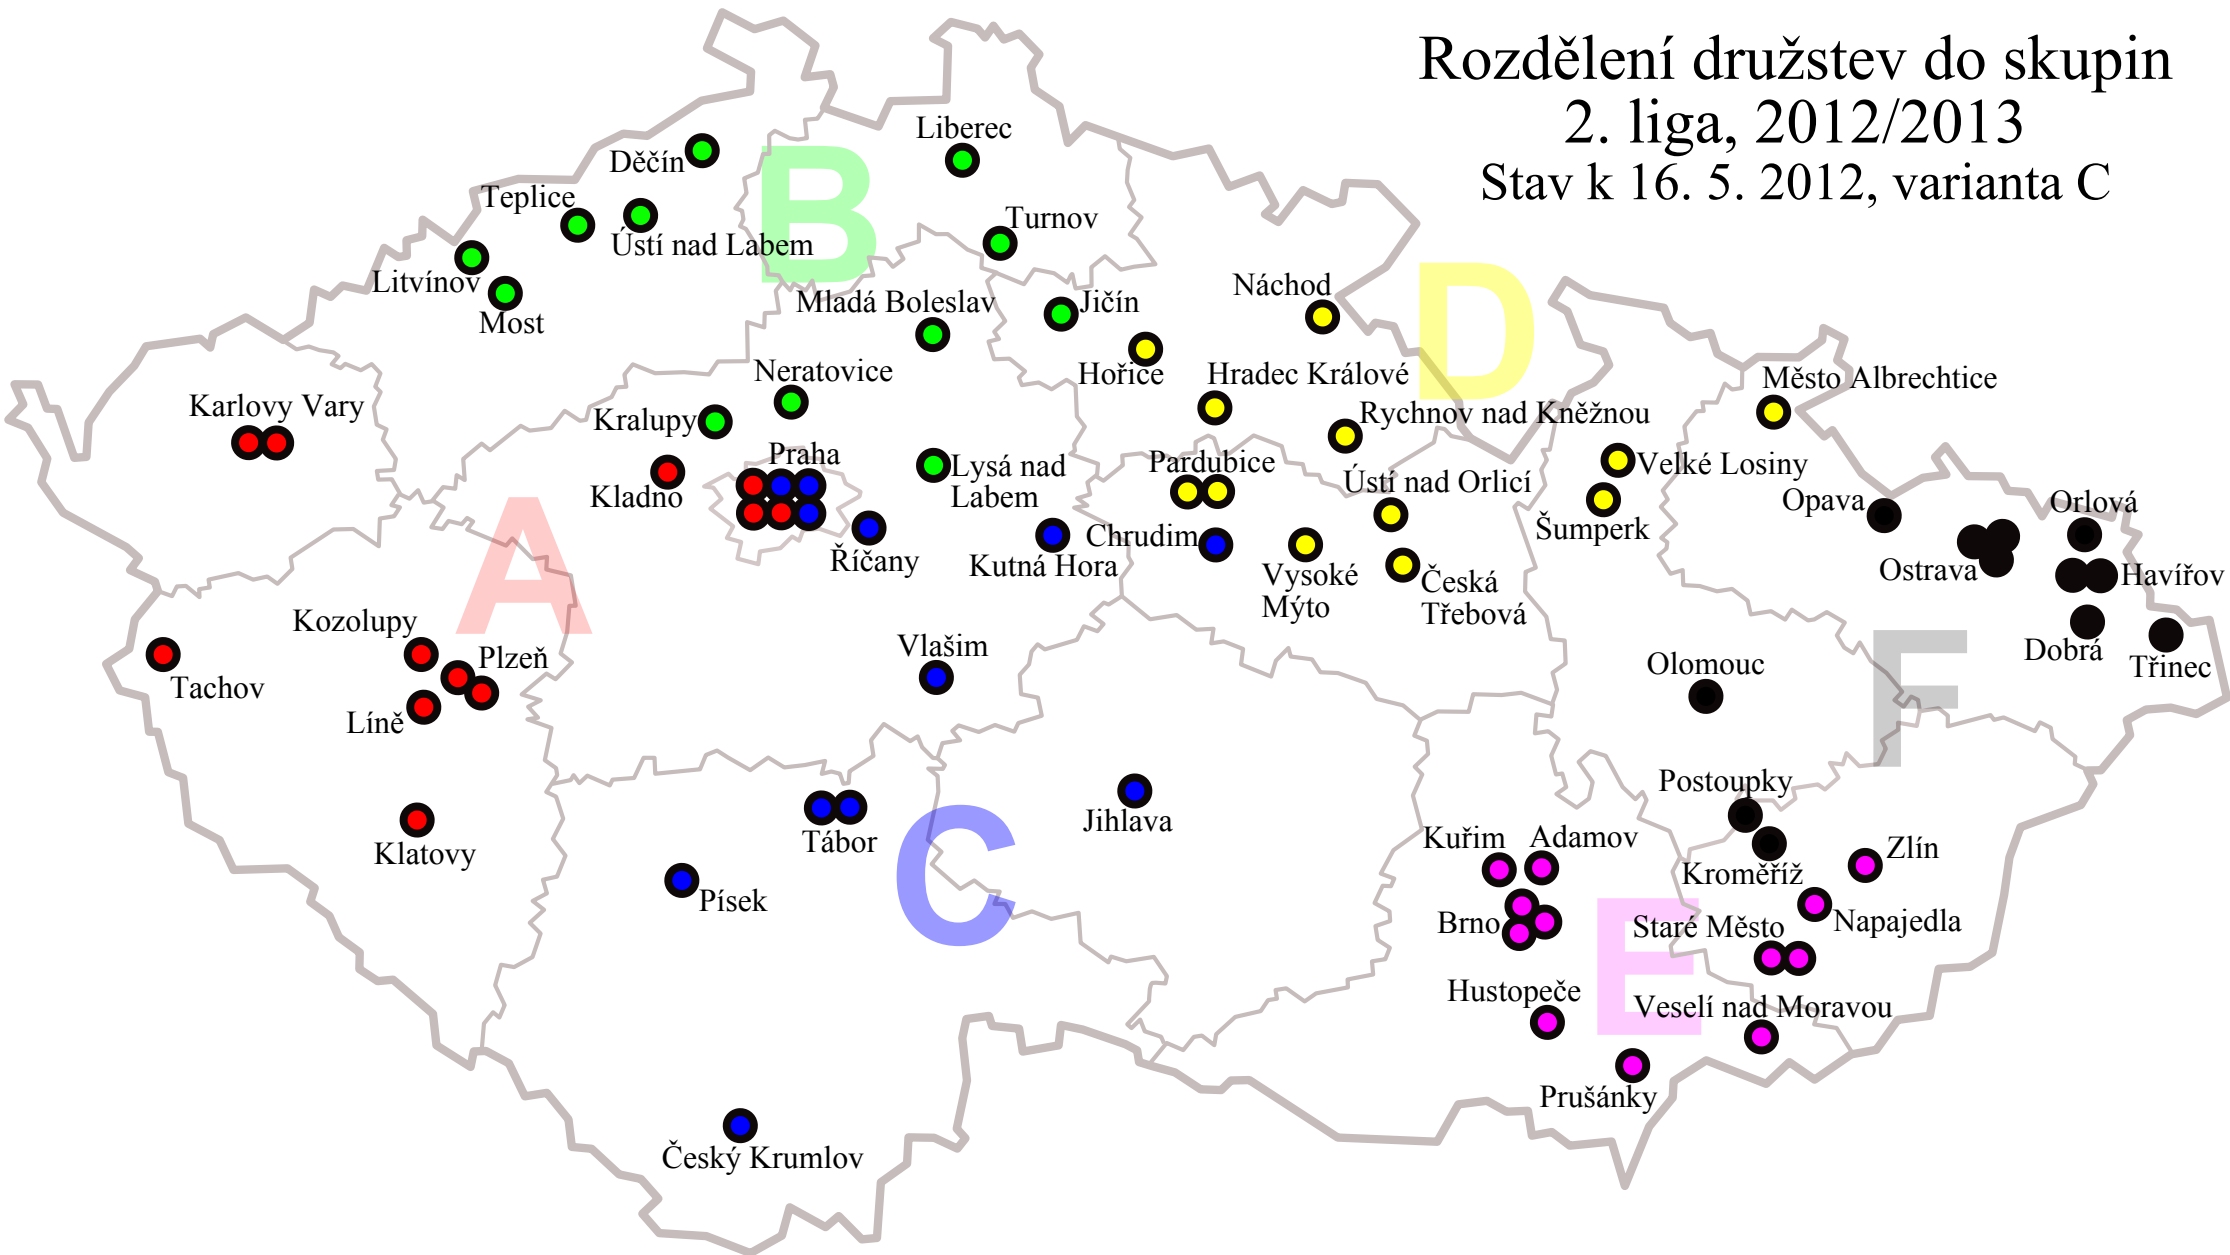 Rozdělení družstev do skupin
2. liga, 2012/2013
Stav k 16. 5. 2012, varianta C
Liberec
Děčín
B
Teplice
Turnov
Ústí nad Labem
Litvínov
Náchod
D
Mladá Boleslav
Jičín
Most
Neratovice
Hořice
Hradec Králové
Město Albrechtice
Karlovy Vary
Kralupy
Rychnov nad Kněžnou
Praha
Pardubice
Lysá nad
Labem
Velké Losiny
Kladno
Ústí nad Orlicí
Opava
Orlová
Šumperk
A
Říčany
Kutná Hora
Chrudim
Vysoké
Mýto
Česká
Třebová
Ostrava
Havířov
Kozolupy
Vlašim
Plzeň
Tachov
Líně
Olomouc
Dobrá
Třinec
F
Postoupky
Klatovy
Tábor
C
Jihlava
Kuřim
Adamov
Zlín
Kroměříž
Písek
Brno
E
Staré Město
Napajedla
Hustopeče
Veselí nad Moravou
Prušánky
Český Krumlov